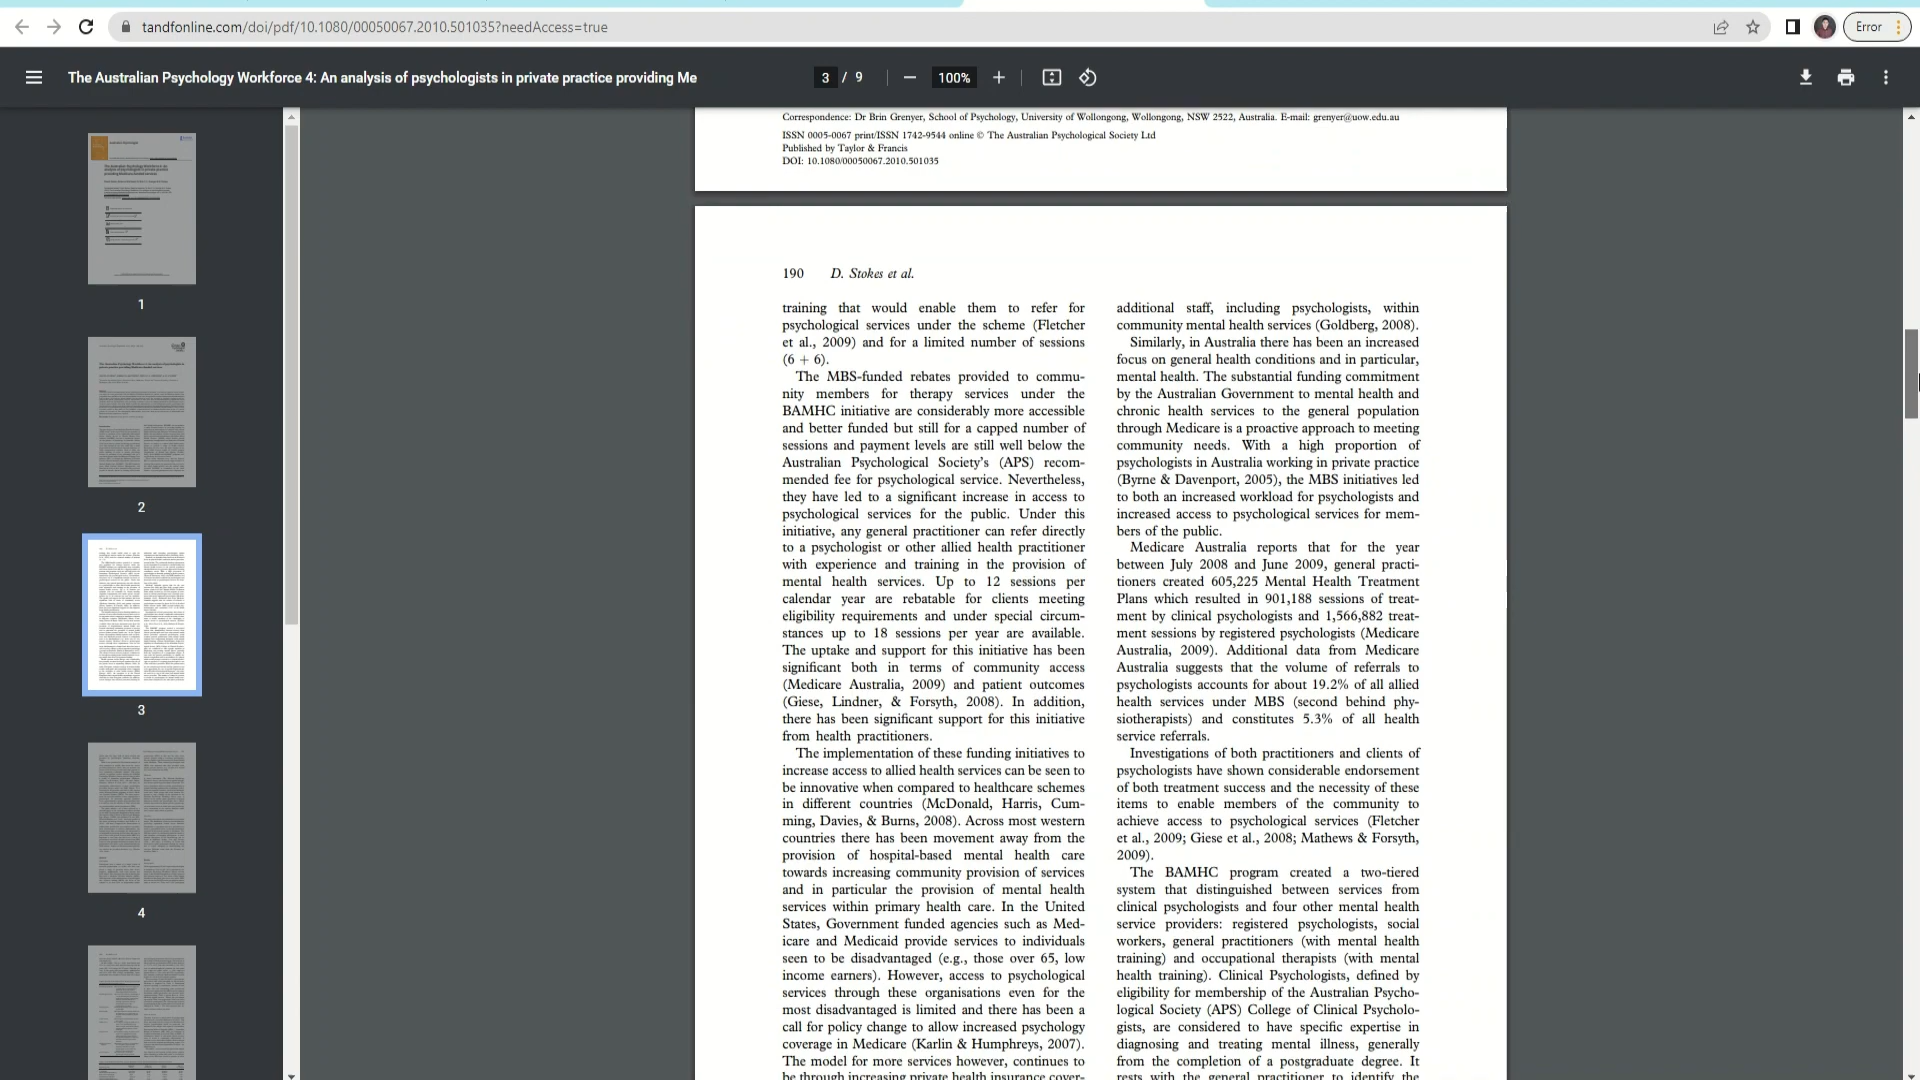 tandfonline.com/doi/pdf/10.1080/00050067.2010.501035?needAccess=true
Error
The Australian Psychology Workforce 4: An analysis of psychologists in private practice providing Me
3 / 9
100%
1
2
3
4
Correspondence: Dr Brin Grenyer, School of Psychology, University of Wollongong, Wollongong, NSW 2522, Australia. E-mail: grenyer@uow.edu.au
ISSN 0005-0067 print/ISSN 1742-9544 online © The Australian Psychological Society Ltd
Published by Taylor & Francis
DOI: 10.1080/00050067.2010.501035
190 D. Stokes et al.
training that would enable them to refer for
psychological services under the scheme (Fletcher
et al., 2009) and for a limited number of sessions
(6 + 6).
The MBS-funded rebates provided to commu-
nity members for therapy services under the
BAMHC initiative are considerably more accessible
and better funded but still for a capped number of
sessions and payment levels are still well below the
Australian Psychological Society's (APS) recom-
mended fee for psychological service. Nevertheless,
they have led to a significant increase in access to
psychological services for the public. Under this
initiative, any general practitioner can refer directly
to a psychologist or other allied health practitioner
with experience and training in the provision of
mental health services. Up to 12 sessions per
calendar year are rebatable for clients meeting
eligibility requirements and under special circum-
stances up to 18 sessions per year are available.
The uptake and support for this initiative has been
significant both in terms of community access
(Medicare Australia, 2009) and patient outcomes
(Giese, Lindner, & Forsyth, 2008). In addition,
there has been significant support for this initiative
from health practitioners.
The implementation of these funding initiatives to
increase access to allied health services can be seen to
be innovative when compared to healthcare schemes
in different countries (McDonald, Harris, Cum-
ming, Davies, & Burns, 2008). Across most western
countries there has been movement away from the
provision of hospital-based mental health care
towards increasing community provision of services
and in particular the provision of mental health
services within primary health care. In the United
States, Government funded agencies such as Med-
icare and Medicaid provide services to individuals
seen to be disadvantaged (e.g., those over 65, low
income earners). However, access to psychological
services through these organisations even for the
most disadvantaged is limited and there has been a
call for policy change to allow increased psychology
coverage in Medicare (Karlin & Humphreys, 2007).
The model for more services however, continues to
be through increasing private health insurance cover-
additional staff, including psychologists, within
community mental health services (Goldberg, 2008).
Similarly, in Australia there has been an increased
focus on general health conditions and in particular,
mental health. The substantial funding commitment
by the Australian Government to mental health and
chronic health services to the general population
through Medicare is a proactive approach to meeting
community needs. With a high proportion of
psychologists in Australia working in private practice
(Byrne & Davenport, 2005), the MBS initiatives led
to both an increased workload for psychologists and
increased access to psychological services for mem-
bers of the public.
Medicare Australia reports that for the year
between July 2008 and June 2009, general practi-
tioners created 605,225 Mental Health Treatment
Plans which resulted in 901,188 sessions of treat-
ment by clinical psychologists and 1,566,882 treat-
ment sessions by registered psychologists (Medicare
Australia, 2009). Additional data from Medicare
Australia suggests that the volume of referrals to
psychologists accounts for about 19.2% of all allied
health services under MBS (second behind phy-
siotherapists) and constitutes 5.3% of all health
service referrals.
Investigations of both practitioners and clients of
psychologists have shown considerable endorsement
of both treatment success and the necessity of these
items to enable members of the community to
achieve access to psychological services (Fletcher
et al., 2009; Giese et al., 2008; Mathews & Forsyth,
2009).
The BAMHC program created a two-tiered
system that distinguished between services from
clinical psychologists and four other mental health
service providers: registered psychologists, social
workers, general practitioners (with mental health
training) and occupational therapists (with mental
health training). Clinical Psychologists, defined by
eligibility for membership of the Australian Psycho-
logical Society (APS) College of Clinical Psycholo-
gists, are considered to have specific expertise in
diagnosing and treating mental illness, generally
from the completion of a postgraduate degree. It
rests with the general practitioner to identify the